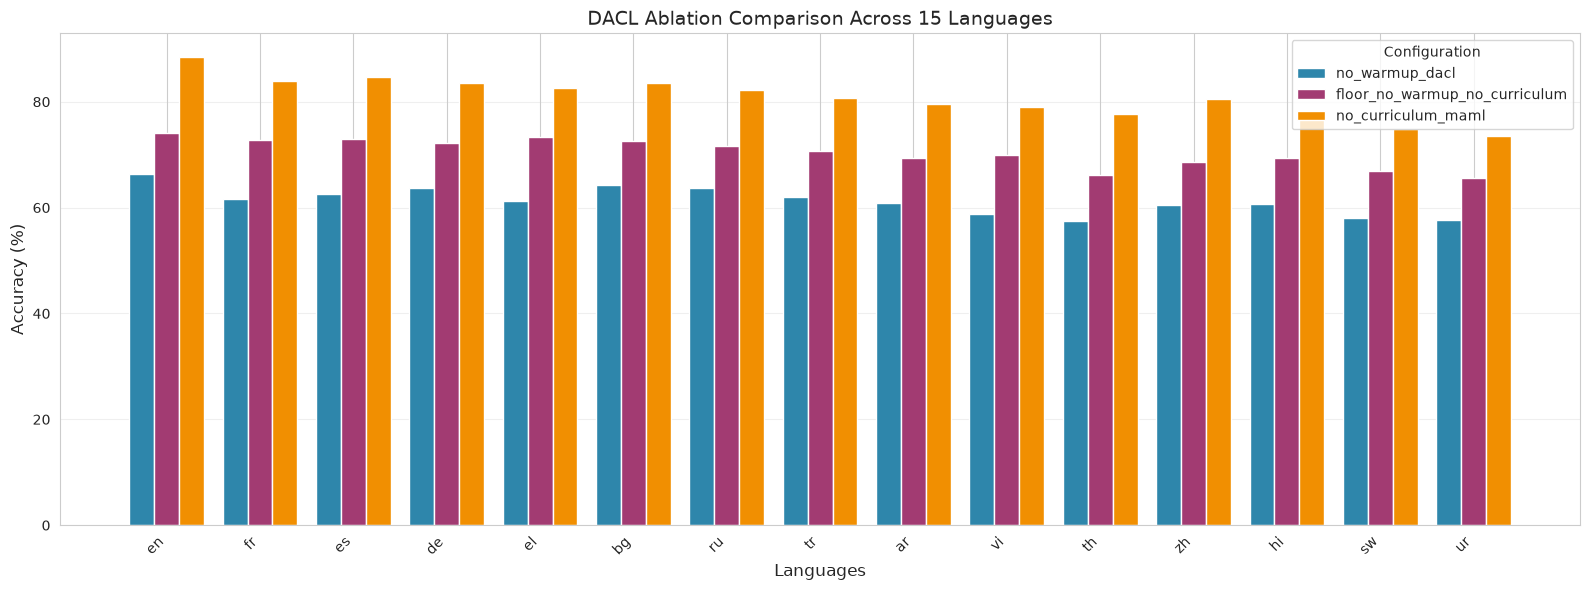 DACL Ablation Comparison Across 15 Languages
Configuration
no_warmup_dacl
floor_no_warmup_no_curriculum
no_curriculum_maml
Accuracy (%)
80
60
40
20
0
en fr es de el bg ru tr ar vi th zh hi sw ur
Languages